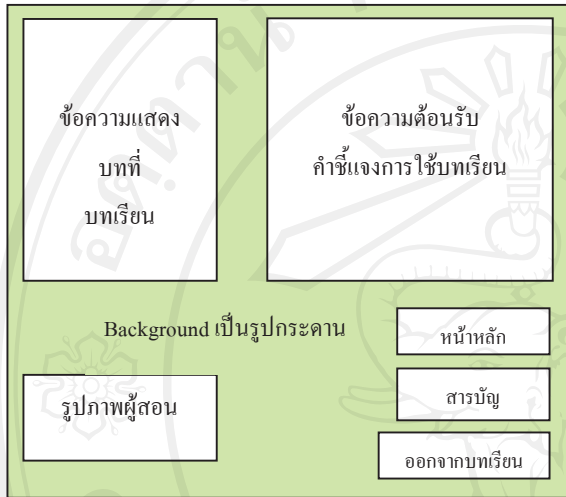 ข้อความแสดง
บทที่
บทเรียน
ข้อความต้อนรับ
คำชี้แจงการใช้บทเรียน
Background เป็นรูปกระดาน
หน้าหลัก
รูปภาพผู้สอน
สารบัญ
ออกจากบทเรียน